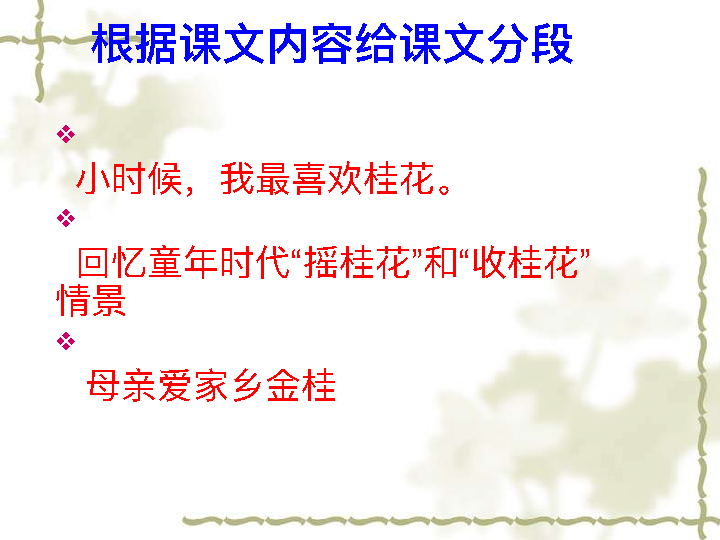 根据课文内容给课文分段
小时候，我最喜欢桂花。
回忆童年时代“摇桂花”和“收桂花”
情景
母亲爱家乡金桂